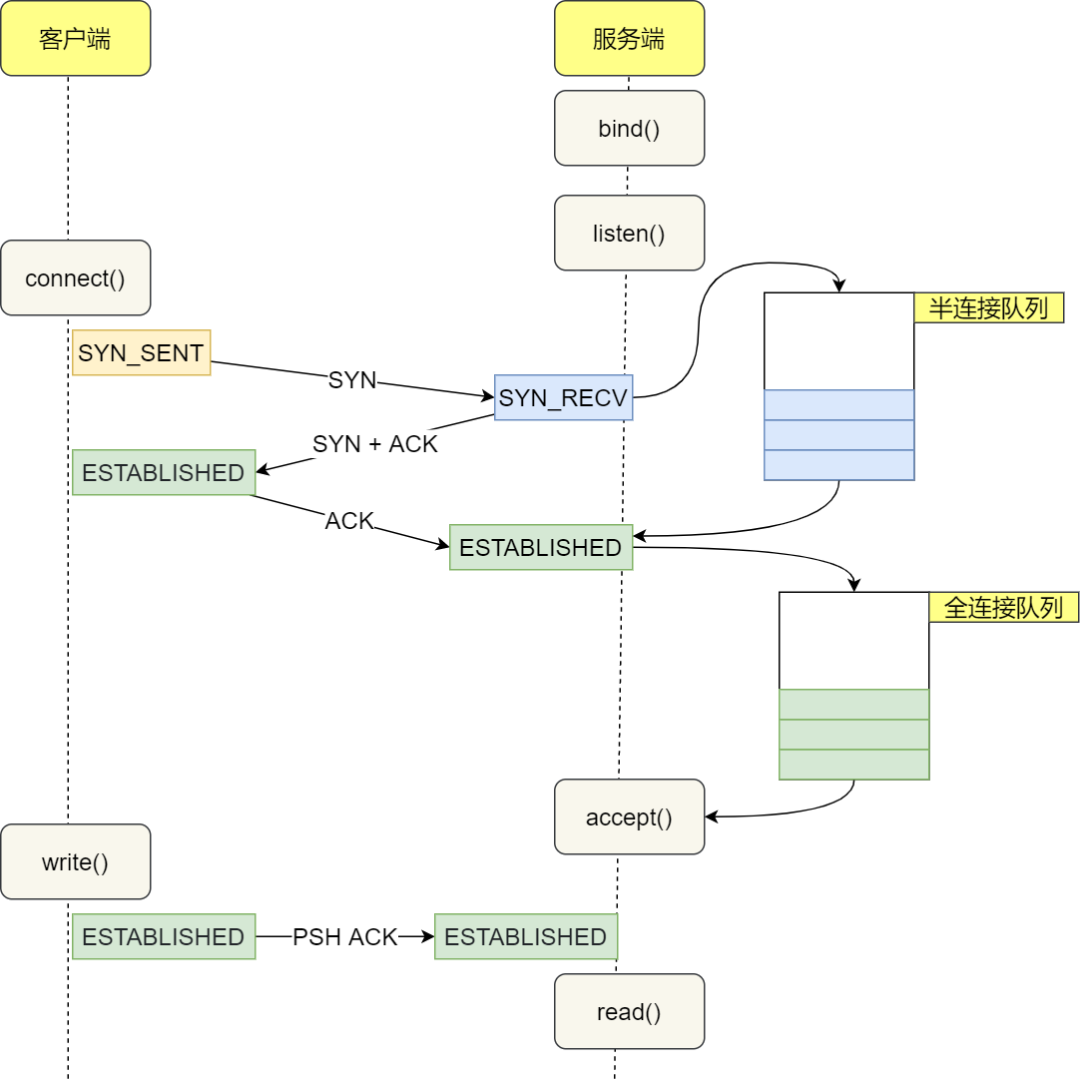 客户端
服务端
bind()
listen()
connect()
半连接队列
SYN_SENT
SYN
SYN_RECV
SYN + ACK
ESTABLISHED
ACK
ESTABLISHED
全连接队列
accept()
write()
ESTABLISHED
PSH ACK
ESTABLISHED
read()